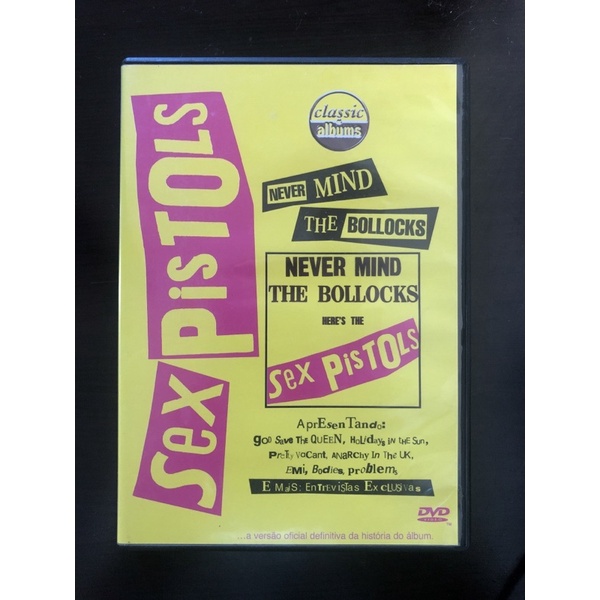 SEX PISTOLS
classic
albums
NEVER MIND
THE BOLLOCKS
NEVER MIND
THE BOLLOCKS
HERE'S THE
SEX PISTOLS
AprEsenTando:
god Save The QUEEN, HoLidays in the Sun,
PreTTy VoCanT, ANaRchy In The UK,
EMi, Bodies, problems
E MaiS: EnTrEvisTas ExcLusivas
DVD
VIDEO
...a versão oficial definitiva da história do álbum.